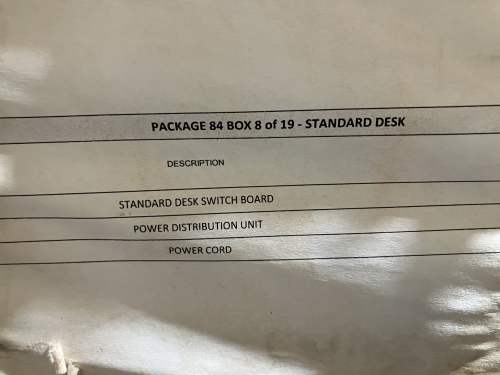 PACKAGE 84 BOX 8 of 19 - STANDARD DESK
DESCRIPTION
STANDARD DESK SWITCH BOARD
POWER DISTRIBUTION UNIT
POWER CORD